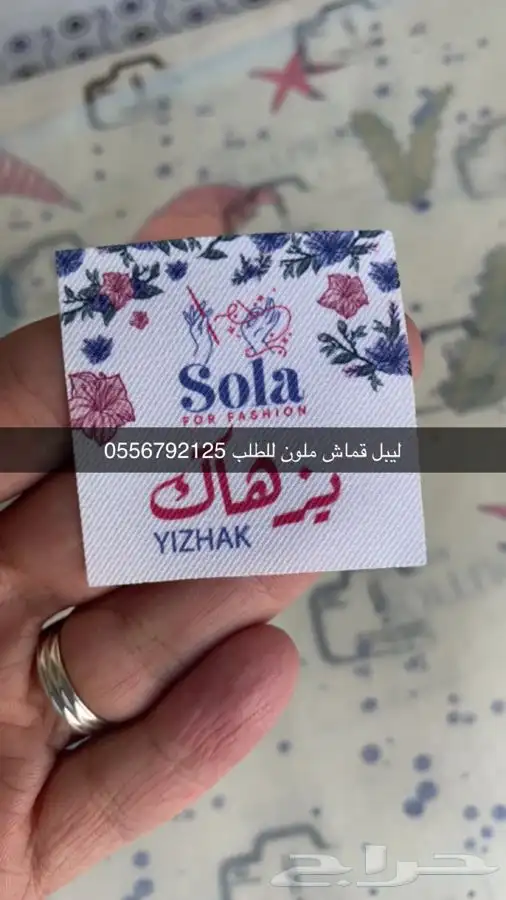 Sola
FOR FASHION
ليبل قماش ملون للطلب 0556792125
يزهاك
YIZHAK
حراج